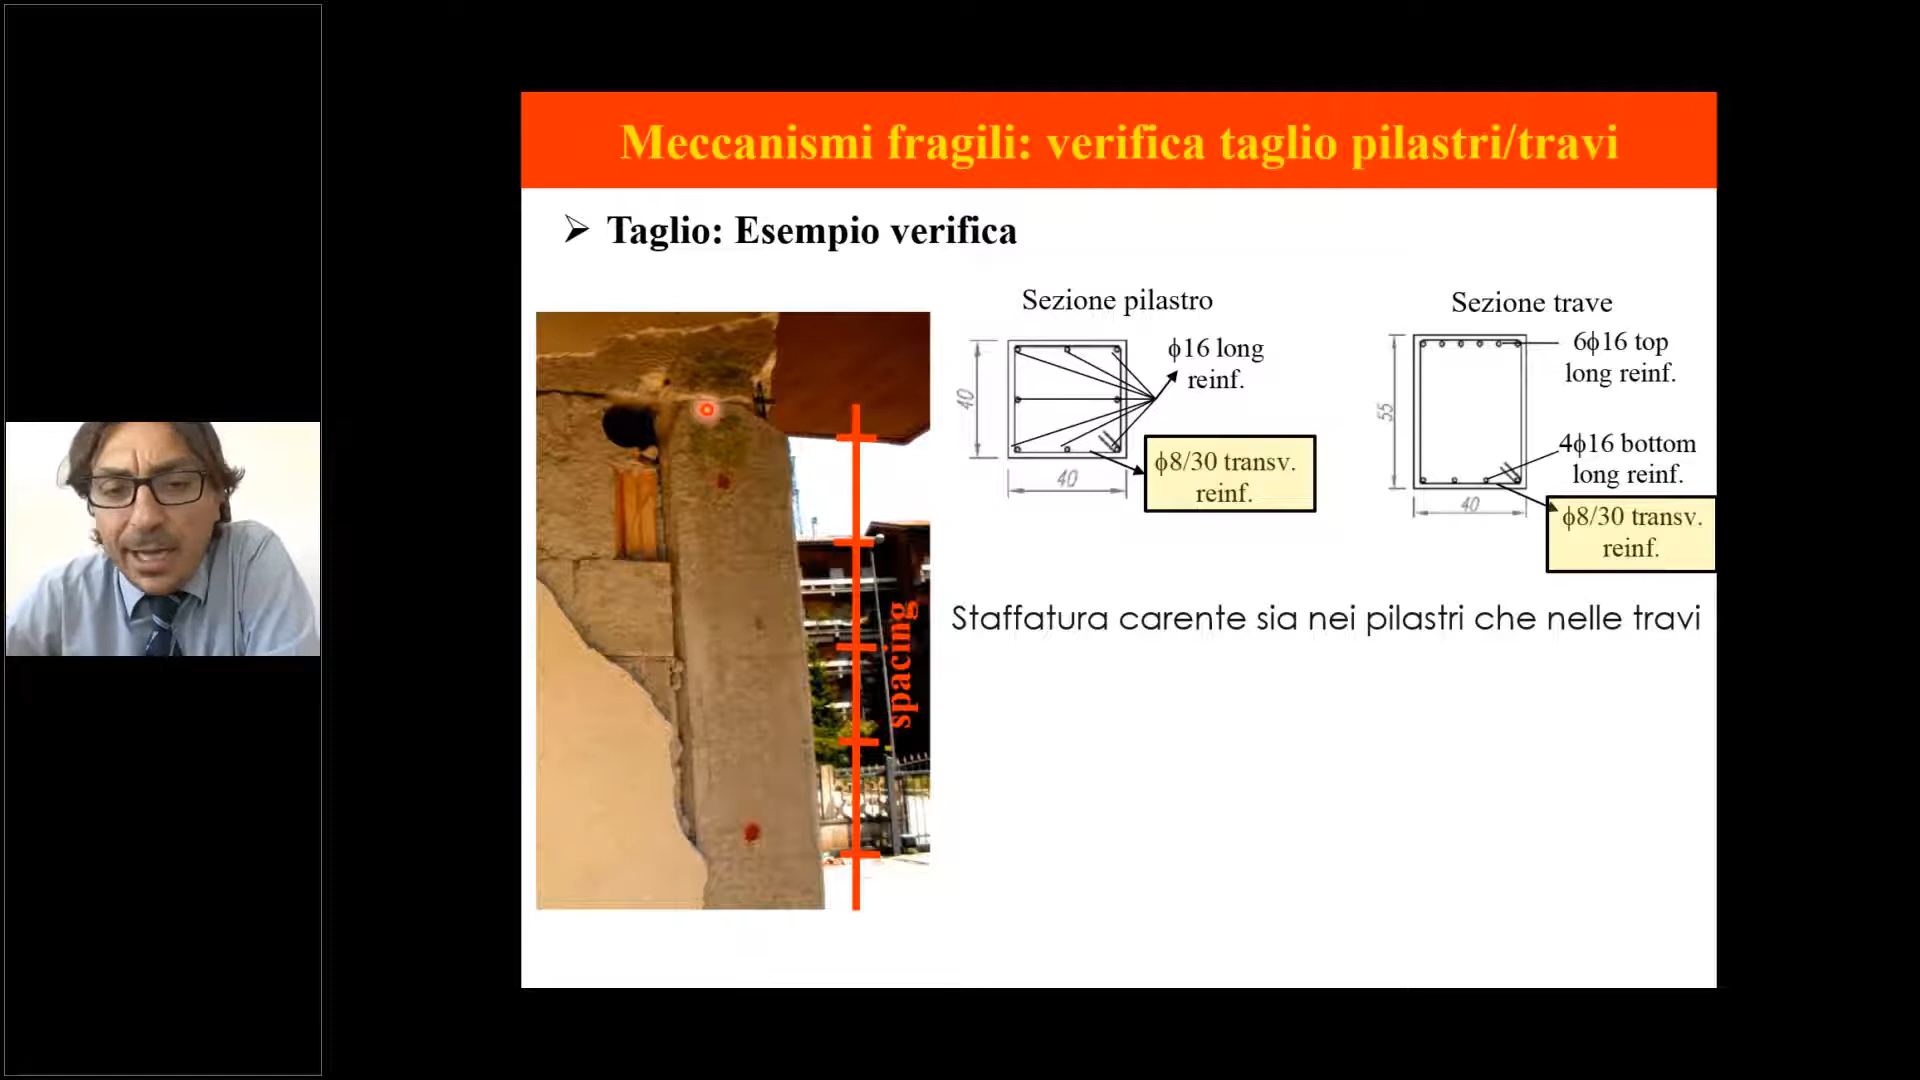 Meccanismi fragili: verifica taglio pilastri/travi
➢ Taglio: Esempio verifica
Sezione pilastro
ϕ16 long
reinf.
40
40
ϕ8/30 transv.
reinf.
Sezione trave
6ϕ16 top
long reinf.
55
4ϕ16 bottom
long reinf.
40
ϕ8/30 transv.
reinf.
spacing
Staffatura carente sia nei pilastri che nelle travi